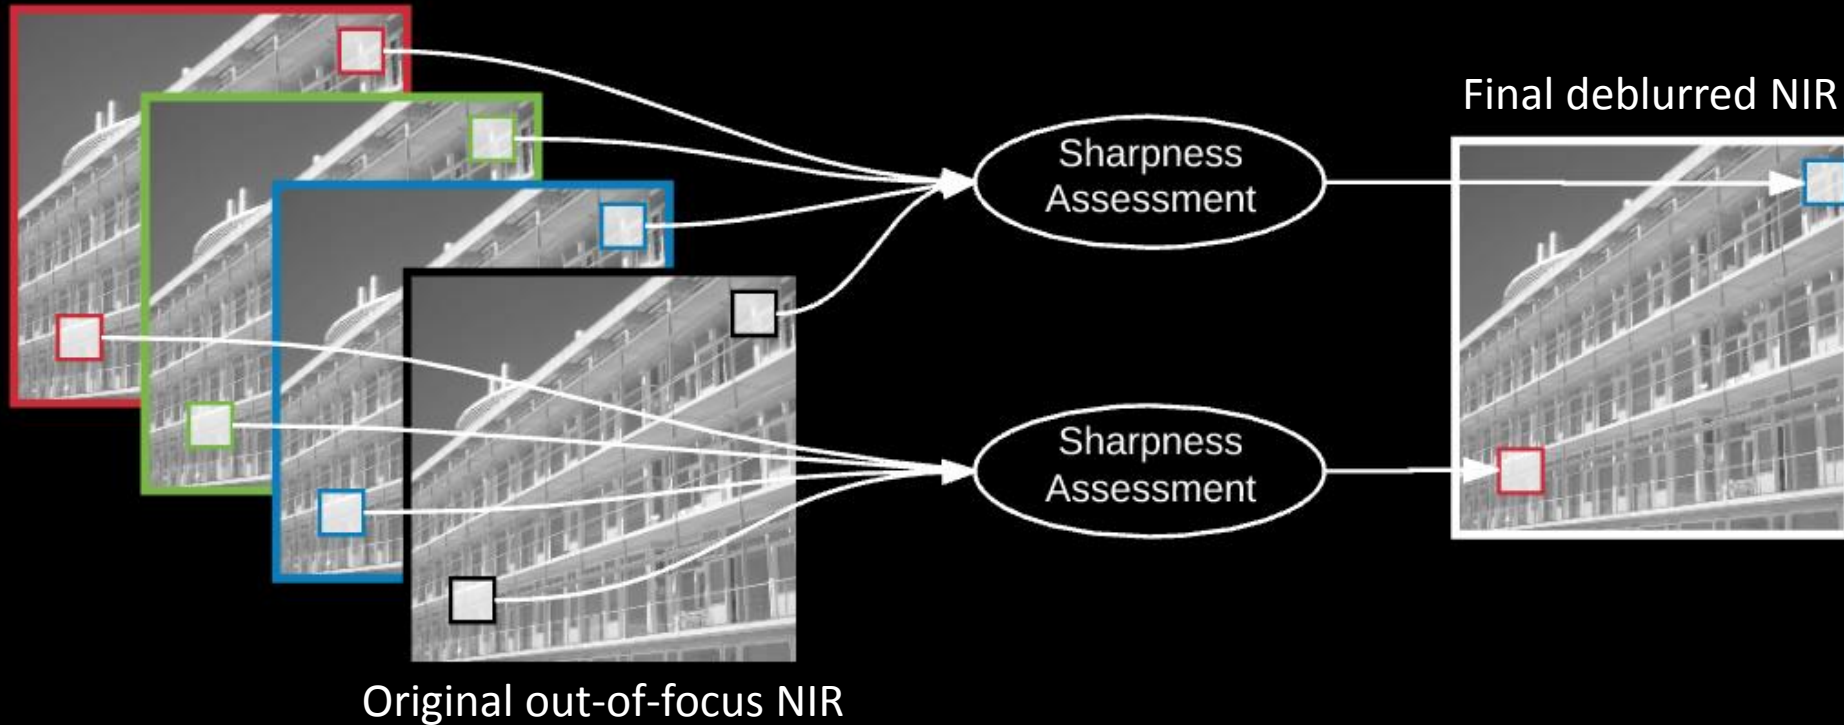 Final deblurred NIR
Sharpness
Assessment
Sharpness
Assessment
Original out-of-focus NIR